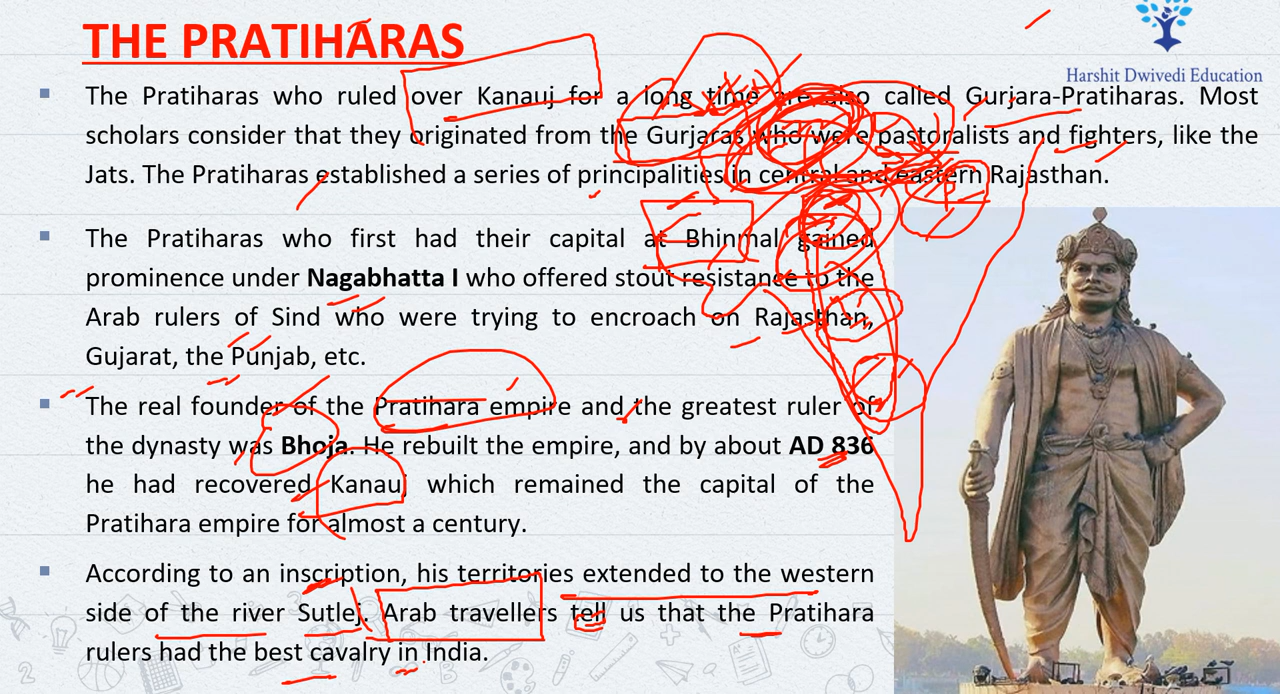 THE PRATIHĀRAS
Harshit Dwivedi Education
The Pratiharas who ruled over Kanauj for a long time are also called Gurjara-Pratiharas. Most
scholars consider that they originated from the Gurjaras who were pastoralists and fighters, like the
Jats. The Pratiharas established a series of principalities in central and eastern Rajasthan.
The Pratiharas who first had their capital at Bhinmal gained
prominence under Nagabhatta I who offered stout resistance to the
Arab rulers of Sind who were trying to encroach on Rajasthan,
Gujarat, the Punjab, etc.
The real founder of the Pratihara empire and the greatest ruler of
the dynasty was Bhoja. He rebuilt the empire, and by about AD 836
he had recovered Kanauj which remained the capital of the
Pratihara empire for almost a century.
According to an inscription, his territories extended to the western
side of the river Sutlej. Arab travellers tell us that the Pratihara
rulers had the best cavalry in India.